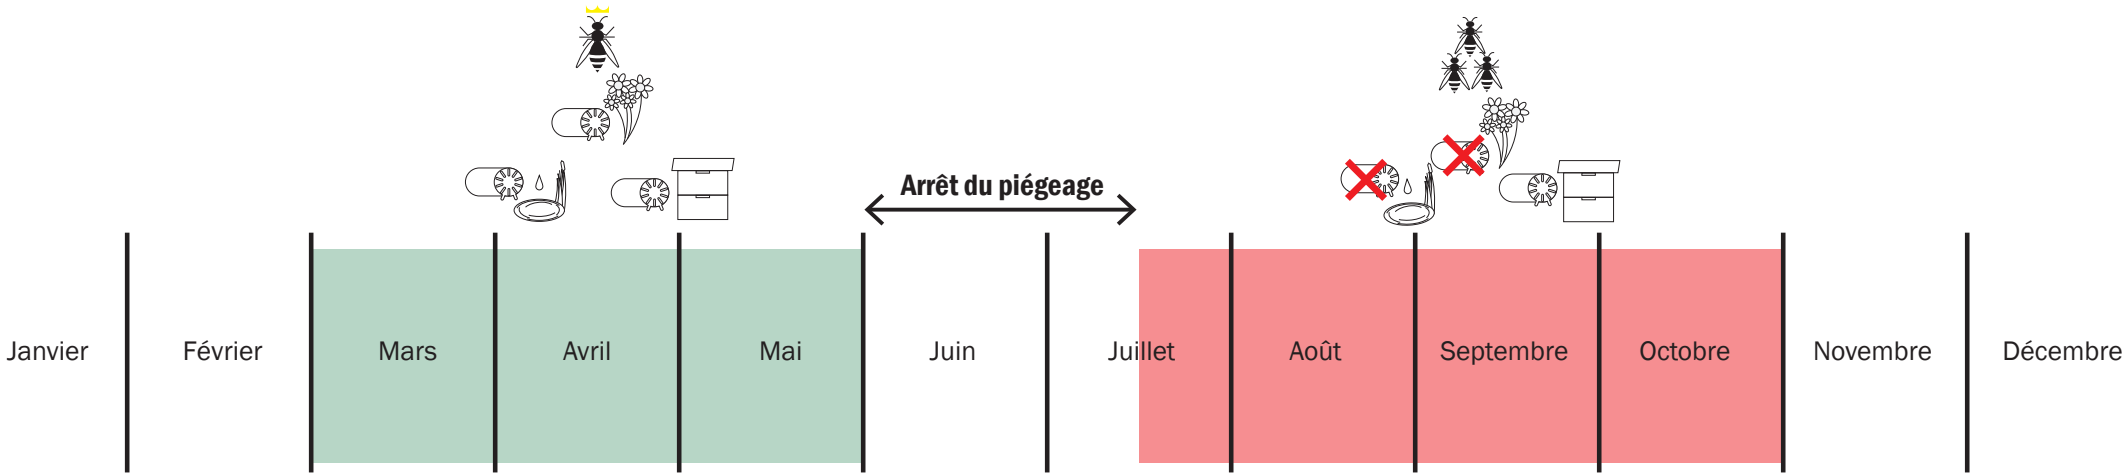 Arrêt du piégeage
Janvier
Février
Mars
Avril
Mai
Juin
Juillet
Août
Septembre
Octobre
Novembre
Décembre